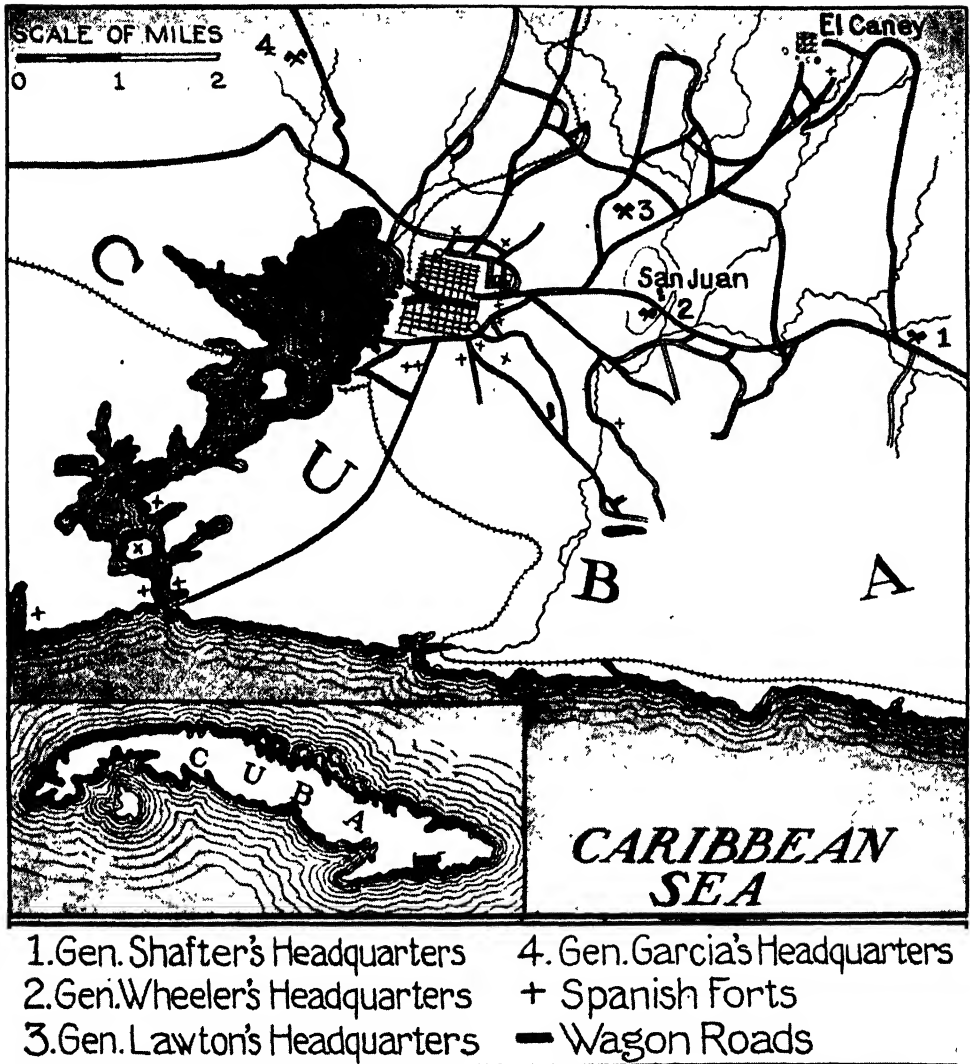 SCALE OF MILES
0 1 2
4
El Caney
3
San Juan
2
1
C U B A
C U B A
CARIBBEAN
SEA
1. Gen. Shafter's Headquarters
2. Gen. Wheeler's Headquarters
3. Gen. Lawton's Headquarters
4. Gen. Garcia's Headquarters
+ Spanish Forts
Wagon Roads